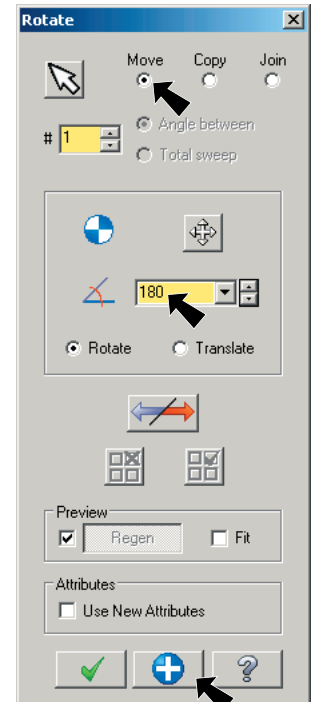 Rotate
Move Copy Join
# 1
Angle between
Total sweep
180
Rotate Translate
Preview
Regen Fit
Attributes
Use New Attributes